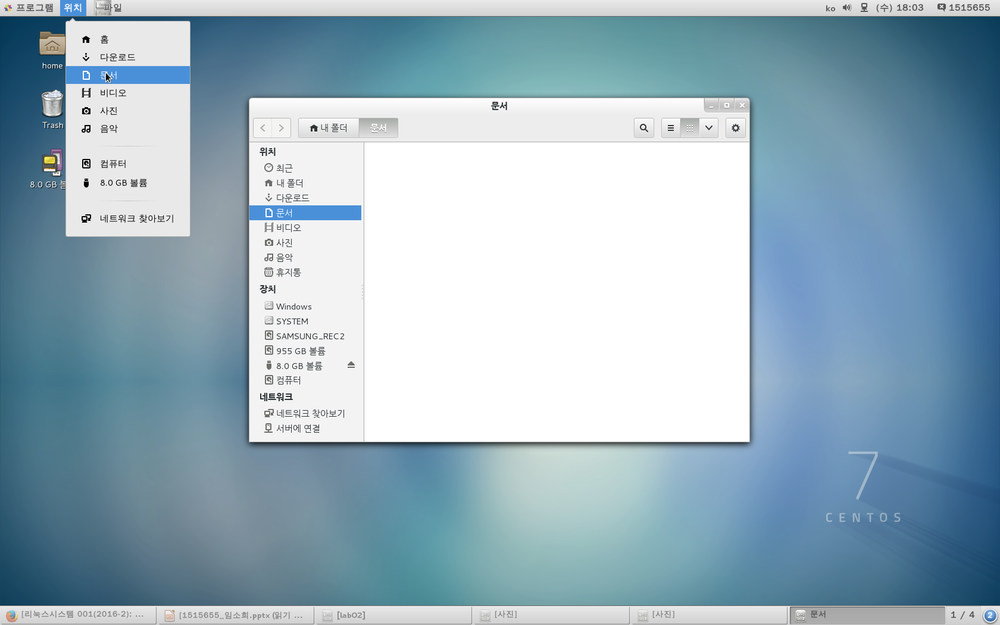 프로그램 위치 파일 ko (수) 18:03 1515655
home
Trash
8.0 GB
홈
다운로드
문서
비디오
사진
음악
컴퓨터
8.0 GB 볼륨
네트워크 찾아보기
문서
내 폴더 문서
위치
최근
내 폴더
다운로드
문서
비디오
사진
음악
휴지통
장치
Windows
SYSTEM
SAMSUNG_REC2
955 GB 볼륨
8.0 GB 볼륨
컴퓨터
네트워크
네트워크 찾아보기
서버에 연결
7
CENTOS
[리눅스시스템 001(2016-2): ... [1515655_임소희.pptx (읽기 ... [lab02] [사진] [사진] 문서 1 / 4 2